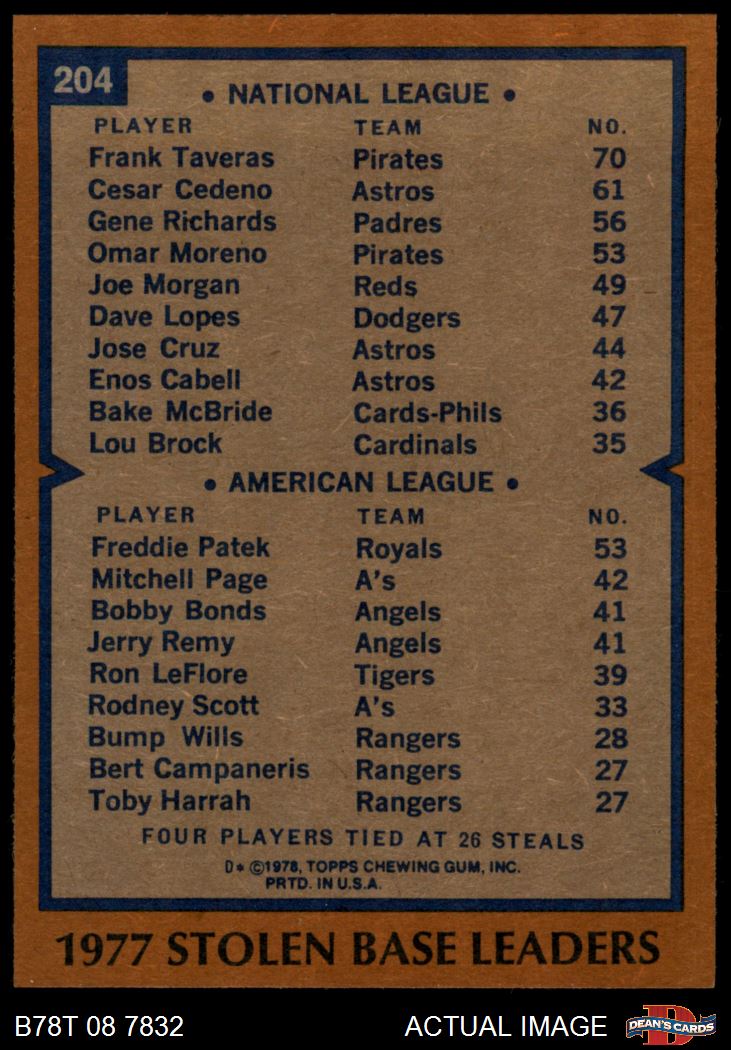 204
• NATIONAL LEAGUE •
PLAYER TEAM NO.
Frank Taveras Pirates 70
Cesar Cedeno Astros 61
Gene Richards Padres 56
Omar Moreno Pirates 53
Joe Morgan Reds 49
Dave Lopes Dodgers 47
Jose Cruz Astros 44
Enos Cabell Astros 42
Bake McBride Cards-Phils 36
Lou Brock Cardinals 35
• AMERICAN LEAGUE •
PLAYER TEAM NO.
Freddie Patek Royals 53
Mitchell Page A's 42
Bobby Bonds Angels 41
Jerry Remy Angels 41
Ron LeFlore Tigers 39
Rodney Scott A's 33
Bump Wills Rangers 28
Bert Campaneris Rangers 27
Toby Harrah Rangers 27
FOUR PLAYERS TIED AT 26 STEALS
D* ©1978, TOPPS CHEWING GUM, INC.
PRTD. IN U.S.A.
1977 STOLEN BASE LEADERS
B78T 08 7832 ACTUAL IMAGE D DEAN'S CARDS